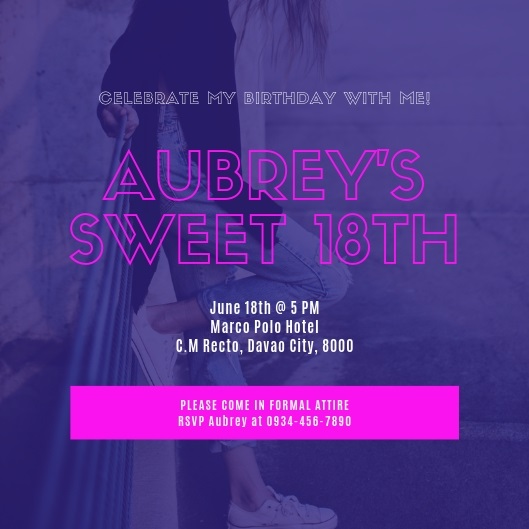 CELEBRATE MY BIRTHDAY WITH ME!
AUBREY'S
SWEET 18TH
June 18th @ 5 PM
Marco Polo Hotel
C.M Recto, Davao City, 8000
PLEASE COME IN FORMAL ATTIRE
RSVP Aubrey at 0934-456-7890